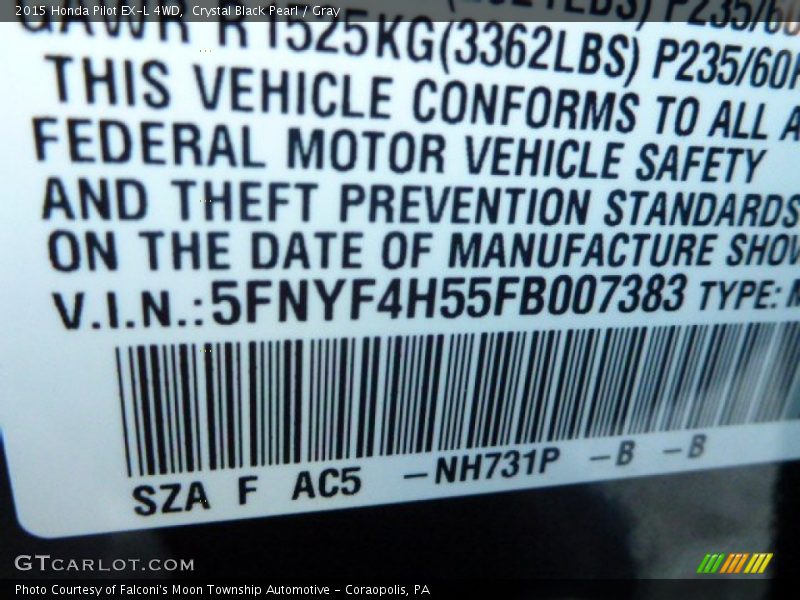 2015 Honda Pilot EX-L 4WD, Crystal Black Pearl / Gray
GAWR R 1525KG(3362LBS) P235/60R
THIS VEHICLE CONFORMS TO ALL A
FEDERAL MOTOR VEHICLE SAFETY
AND THEFT PREVENTION STANDARDS
ON THE DATE OF MANUFACTURE SHOW
V.I.N.:5FNYF4H55FB007383 TYPE: M
SZA F AC5 -NH731P -B -B
GTCARLOT.COM
Photo Courtesy of Falconi's Moon Township Automotive - Coraopolis, PA